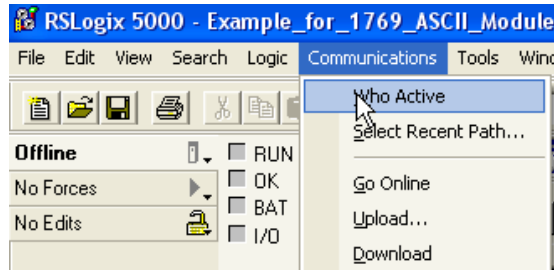 RSLogix 5000 - Example_for_1769_ASCII_Module
File Edit View Search Logic Communications Tools Wind
Who Active
Select Recent Path...
Go Online
Upload...
Download
Offline
No Forces
No Edits
RUN
OK
BAT
I/O